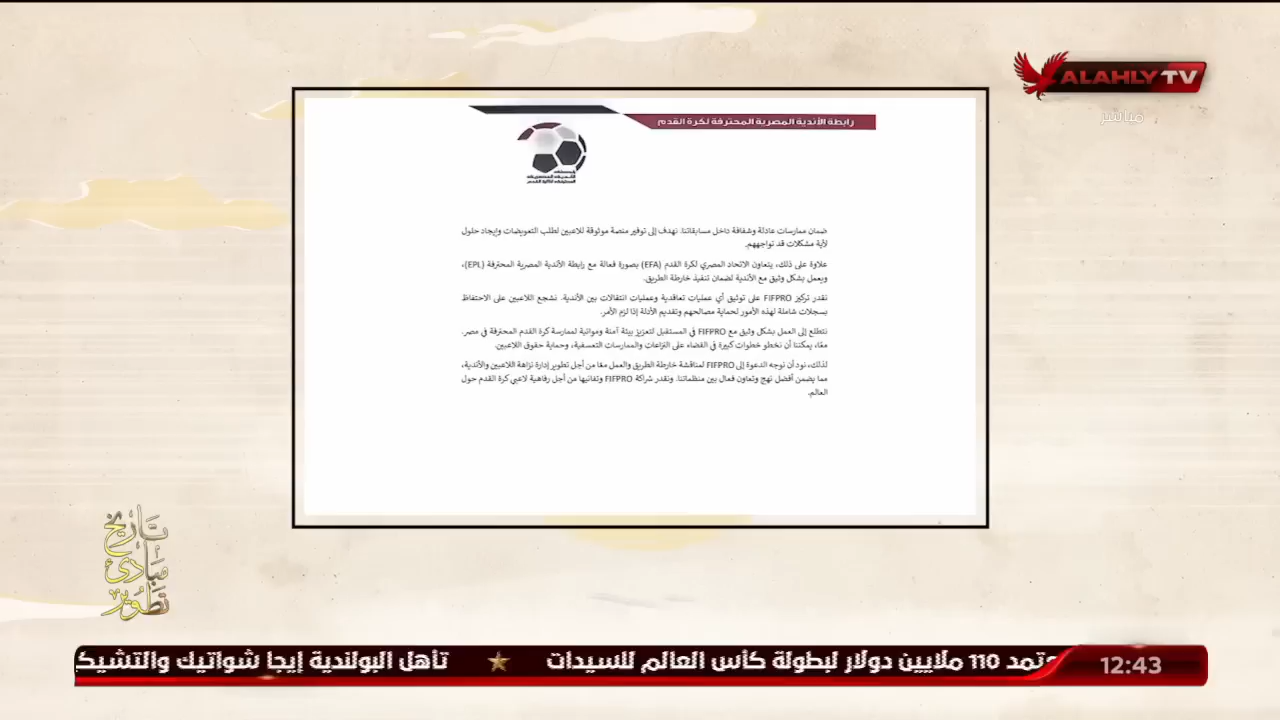 ALAHLY TV
مباشر
رابطة الأندية المصرية المحترفة لكرة القدم
ضمان ممارسات عادلة وشفافة داخل مسابقاتنا. نهدف إلى توفير منصة موثوقة للاعبين لطلب التعويضات وإيجاد حلول
لأية مشكلات قد تواجههم.
علاوة على ذلك، يتعاون الاتحاد المصري لكرة القدم (EFA) بصورة فعالة مع رابطة الأندية المصرية المحترفة (EPL)،
ويعمل بشكل وثيق مع الأندية لضمان تنفيذ خارطة الطريق.
نقدر تركيز FIFPRO على توثيق أي عمليات تعاقدية وعمليات انتقالات بين الأندية. نشجع اللاعبين على الاحتفاظ
بسجلات شاملة لهذه الأمور لحماية مصالحهم وتقديم الأدلة إذا لزم الأمر.
نتطلع إلى العمل بشكل وثيق مع FIFPRO في المستقبل لتعزيز بيئة آمنة ومواتية لممارسة كرة القدم المحترفة في مصر.
معًا، يمكننا أن نخطو خطوات كبيرة في القضاء على النزاعات والممارسات التعسفية، وحماية حقوق اللاعبين.
لذلك، نود أن نوجه الدعوة إلى FIFPRO لمناقشة خارطة الطريق والعمل معًا من أجل تطوير إدارة نزاهة اللاعبين والأندية،
مما يضمن أفضل نهج وتعاون فعال بين منظماتنا. ونقدر شراكة FIFPRO وتفانيها من أجل رفاهية لاعبي كرة القدم حول
العالم.
تاريخ
مبادئ
تطوير
12:43
عتمد 110 ملايين دولار لبطولة كأس العالم للسيدات ★ تأهل البولندية إيجا شواتيك والتشيك